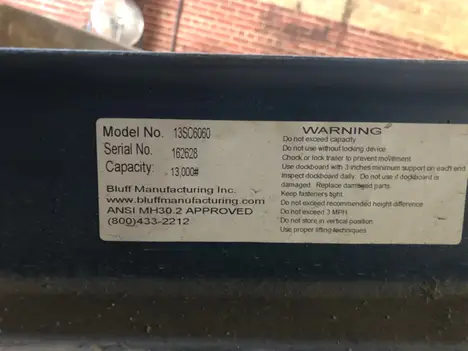 Model No. 13SC6060
Serial No. 162628
Capacity: 13,000#
Bluff Manufacturing Inc.
www.bluffmanufacturing.com
ANSI MH30.2 APPROVED
(800)433-2212
WARNING
Do not exceed capacity
Do not use without locking device
Check or lock trailer to prevent movement
Use dockboard with 3 inches minimum support on each end
Inspect dockboard daily. Do not use if dockboard is
damaged. Replace damaged parts.
Keep fasteners tight.
Do not exceed recommended height difference
Do not exceed 3 MPH
Do not store in vertical position
Use proper lifting techniques